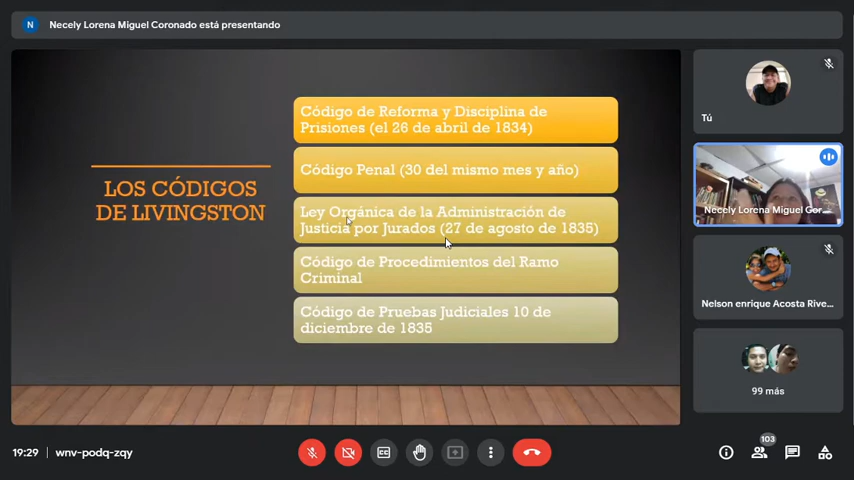 N Necely Lorena Miguel Coronado está presentando
LOS CÓDIGOS
DE LIVINGSTON
Código de Reforma y Disciplina de
Prisiones (el 26 de abril de 1834)
Código Penal (30 del mismo mes y año)
Ley Orgánica de la Administración de
Justicia por Jurados (27 de agosto de 1835)
Código de Procedimientos del Ramo
Criminal
Código de Pruebas Judiciales 10 de
diciembre de 1835
Tú
Necely Lorena Miguel Cor...
Nelson enrique Acosta Rive...
99 más
19:29 | wnv-podq-zqy
CC
103